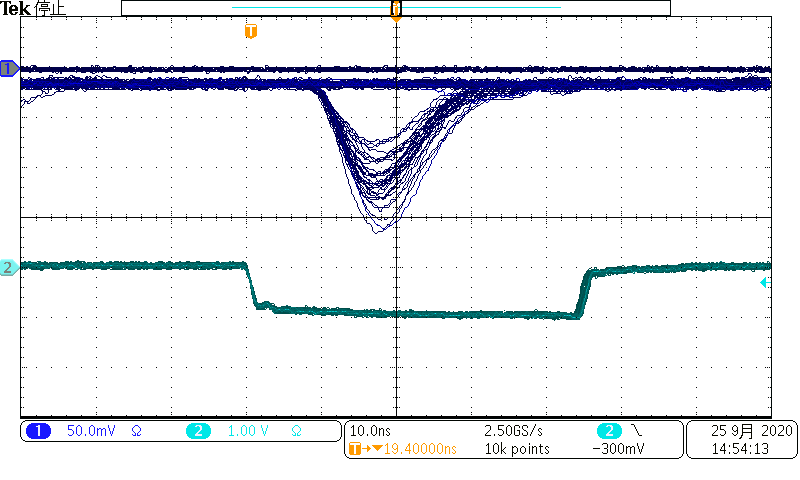 Tek 停止
T
1
2
1 50.0mV Ω 2 1.00 V Ω
10.0ns 2.50GS/s 2
T→▼19.40000ns 10k points −300mV
25 9月 2020
14:54:13